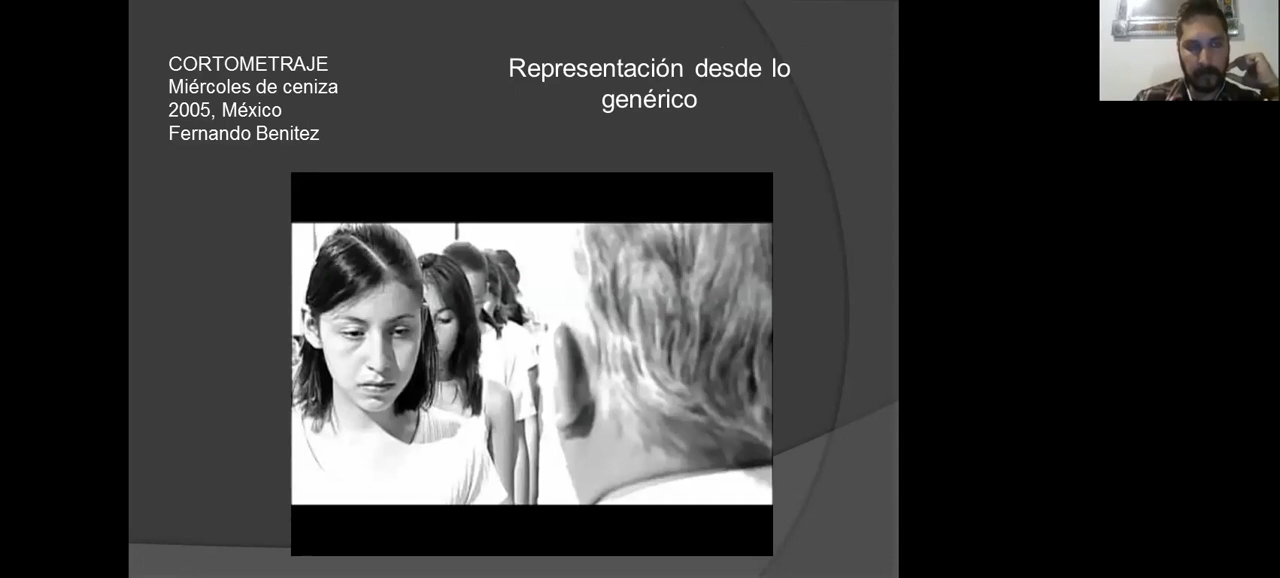 CORTOMETRAJE
Miércoles de ceniza
2005, México
Fernando Benitez
Representación desde lo
genérico